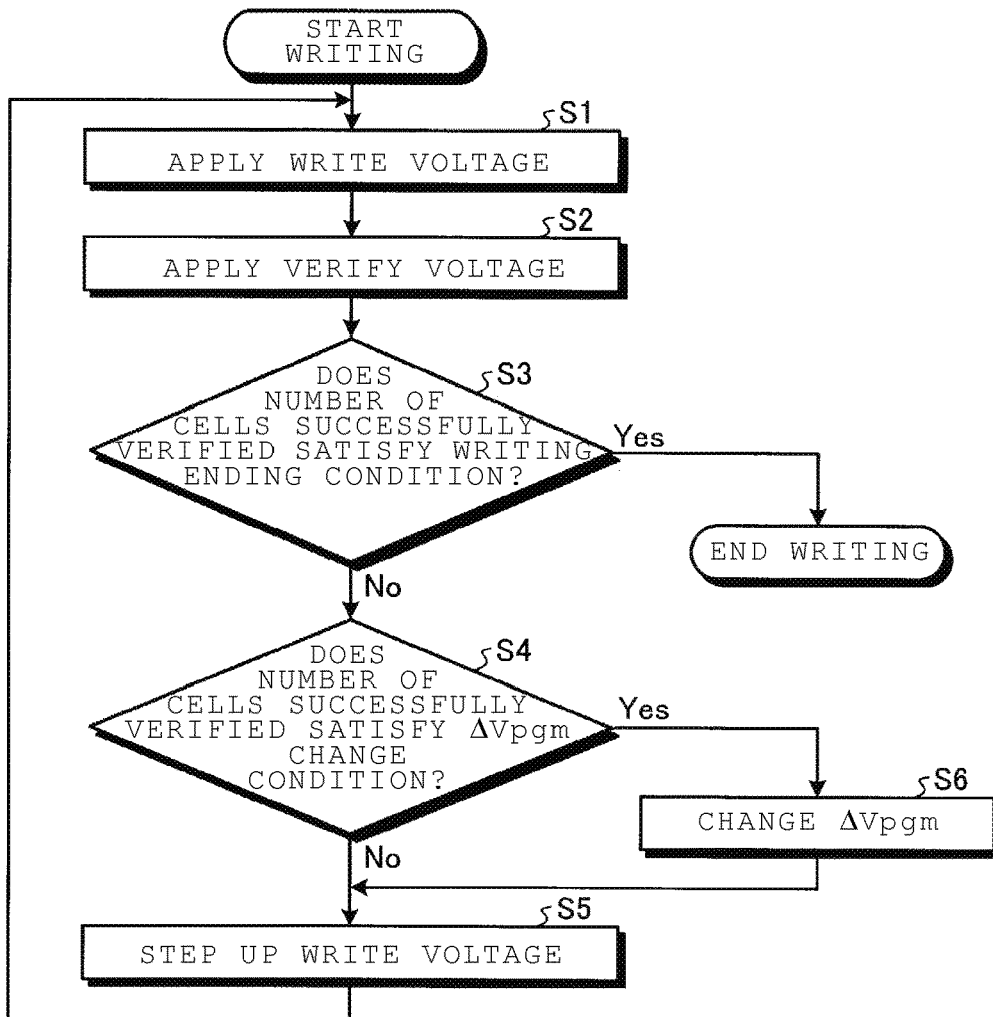 START
WRITING
S1
APPLY WRITE VOLTAGE
S2
APPLY VERIFY VOLTAGE
S3
DOES
NUMBER OF
CELLS SUCCESSFULLY
VERIFIED SATISFY WRITING
ENDING CONDITION?
Yes
END WRITING
No
S4
DOES
NUMBER OF
CELLS SUCCESSFULLY
VERIFIED SATISFY ΔVpgm
CHANGE
CONDITION?
Yes
S6
CHANGE ΔVpgm
No
S5
STEP UP WRITE VOLTAGE